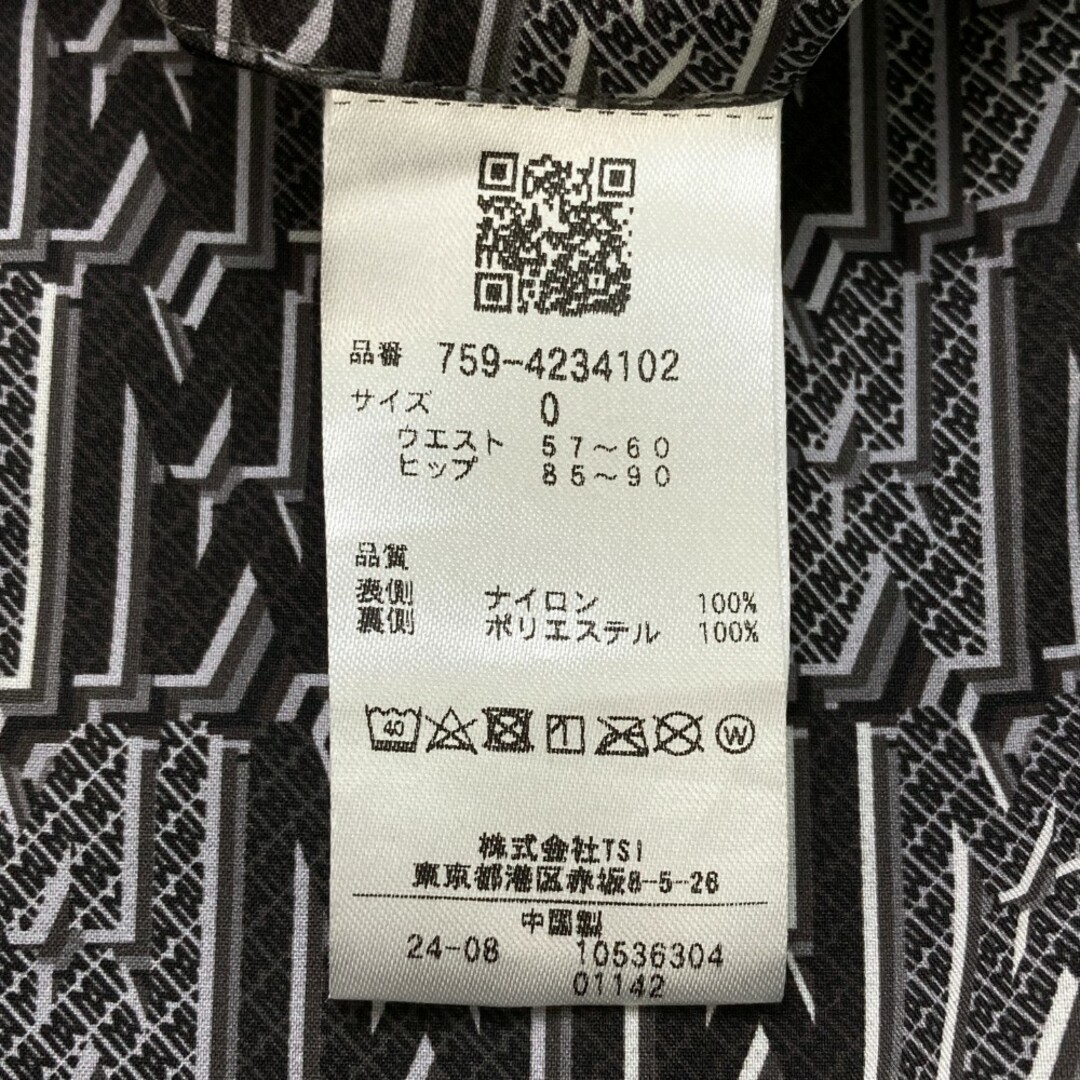 品番 759-4234102
サイズ 0
ウエスト 57〜60
ヒップ 85〜90
品質
表側 ナイロン 100%
裏側 ポリエステル 100%
40 W
株式会社TSI
東京都港区赤坂8-5-26
中国製
24-08 10536304
01142